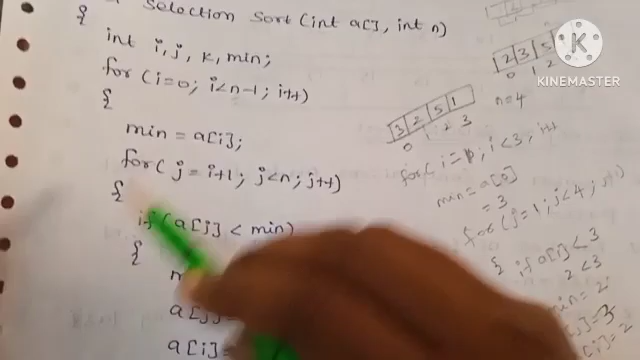 Selection Sort (int a[], int n)
{
int i, j, k, min;
for (i=0; i<n-1; i++)
{
min = a[i];
for( j = i+1; j<n; j++)
{
if (a[j] < min)
{
a[j]=
a[i]=
2 3 5
0 1 2
n=4
3 2 5 1
0 1 2 3
i<3, i++
min = a[0]
= 3
for (j=1; j<4; j++)
{ if a[i] < 3
2 < 3
min = 2
[j]=3
[i]=2
KINEMASTER